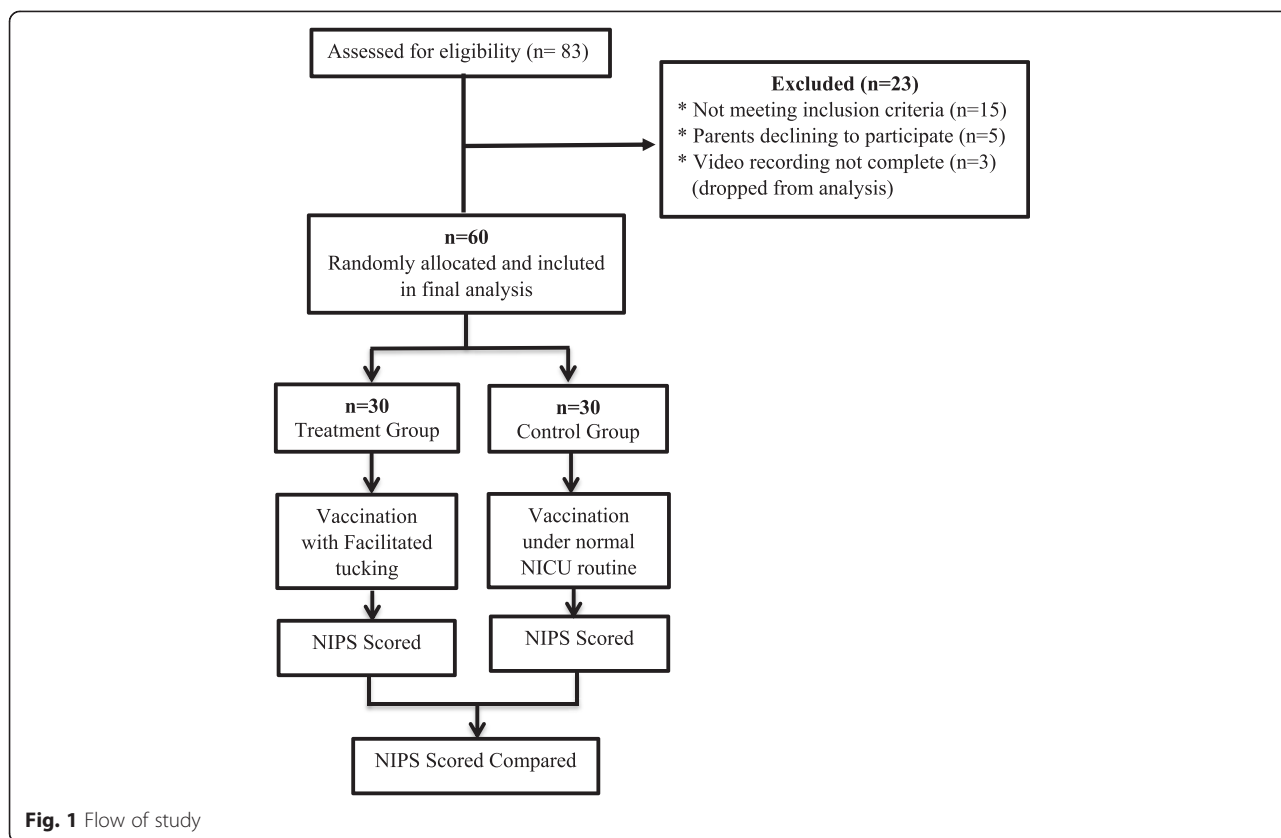 Assessed for eligibility (n= 83)
Excluded (n=23)
* Not meeting inclusion criteria (n=15)
* Parents declining to participate (n=5)
* Video recording not complete (n=3)
(dropped from analysis)
n=60
Randomly allocated and incluted
in final analysis
n=30
Treatment Group
n=30
Control Group
Vaccination
with Facilitated
tucking
Vaccination
under normal
NICU routine
NIPS Scored
NIPS Scored
NIPS Scored Compared
Fig. 1 Flow of study